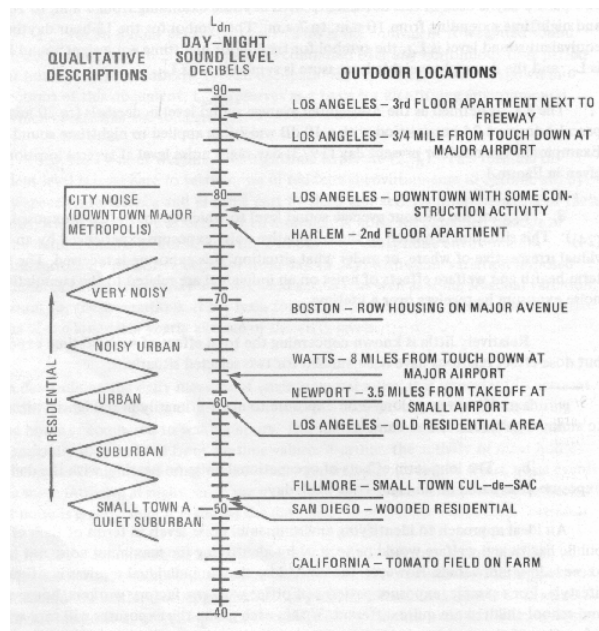 QUALITATIVE
DESCRIPTIONS
Ldn
DAY–NIGHT
SOUND LEVEL
DECIBELS
OUTDOOR LOCATIONS
–90–
LOS ANGELES – 3rd FLOOR APARTMENT NEXT TO
FREEWAY
LOS ANGELES – 3/4 MILE FROM TOUCH DOWN AT
MAJOR AIRPORT
CITY NOISE
(DOWNTOWN MAJOR
METROPOLIS)
–80–
LOS ANGELES – DOWNTOWN WITH SOME CON-
STRUCTION ACTIVITY
HARLEM – 2nd FLOOR APARTMENT
VERY NOISY
–70–
BOSTON – ROW HOUSING ON MAJOR AVENUE
NOISY URBAN
WATTS – 8 MILES FROM TOUCH DOWN AT
MAJOR AIRPORT
RESIDENTIAL
URBAN
NEWPORT – 3.5 MILES FROM TAKEOFF AT
SMALL AIRPORT
–60–
LOS ANGELES – OLD RESIDENTIAL AREA
SUBURBAN
FILLMORE – SMALL TOWN CUL–de–SAC
SMALL TOWN A
QUIET SUBURBAN
–50–
SAN DIEGO – WOODED RESIDENTIAL
CALIFORNIA – TOMATO FIELD ON FARM
–40–